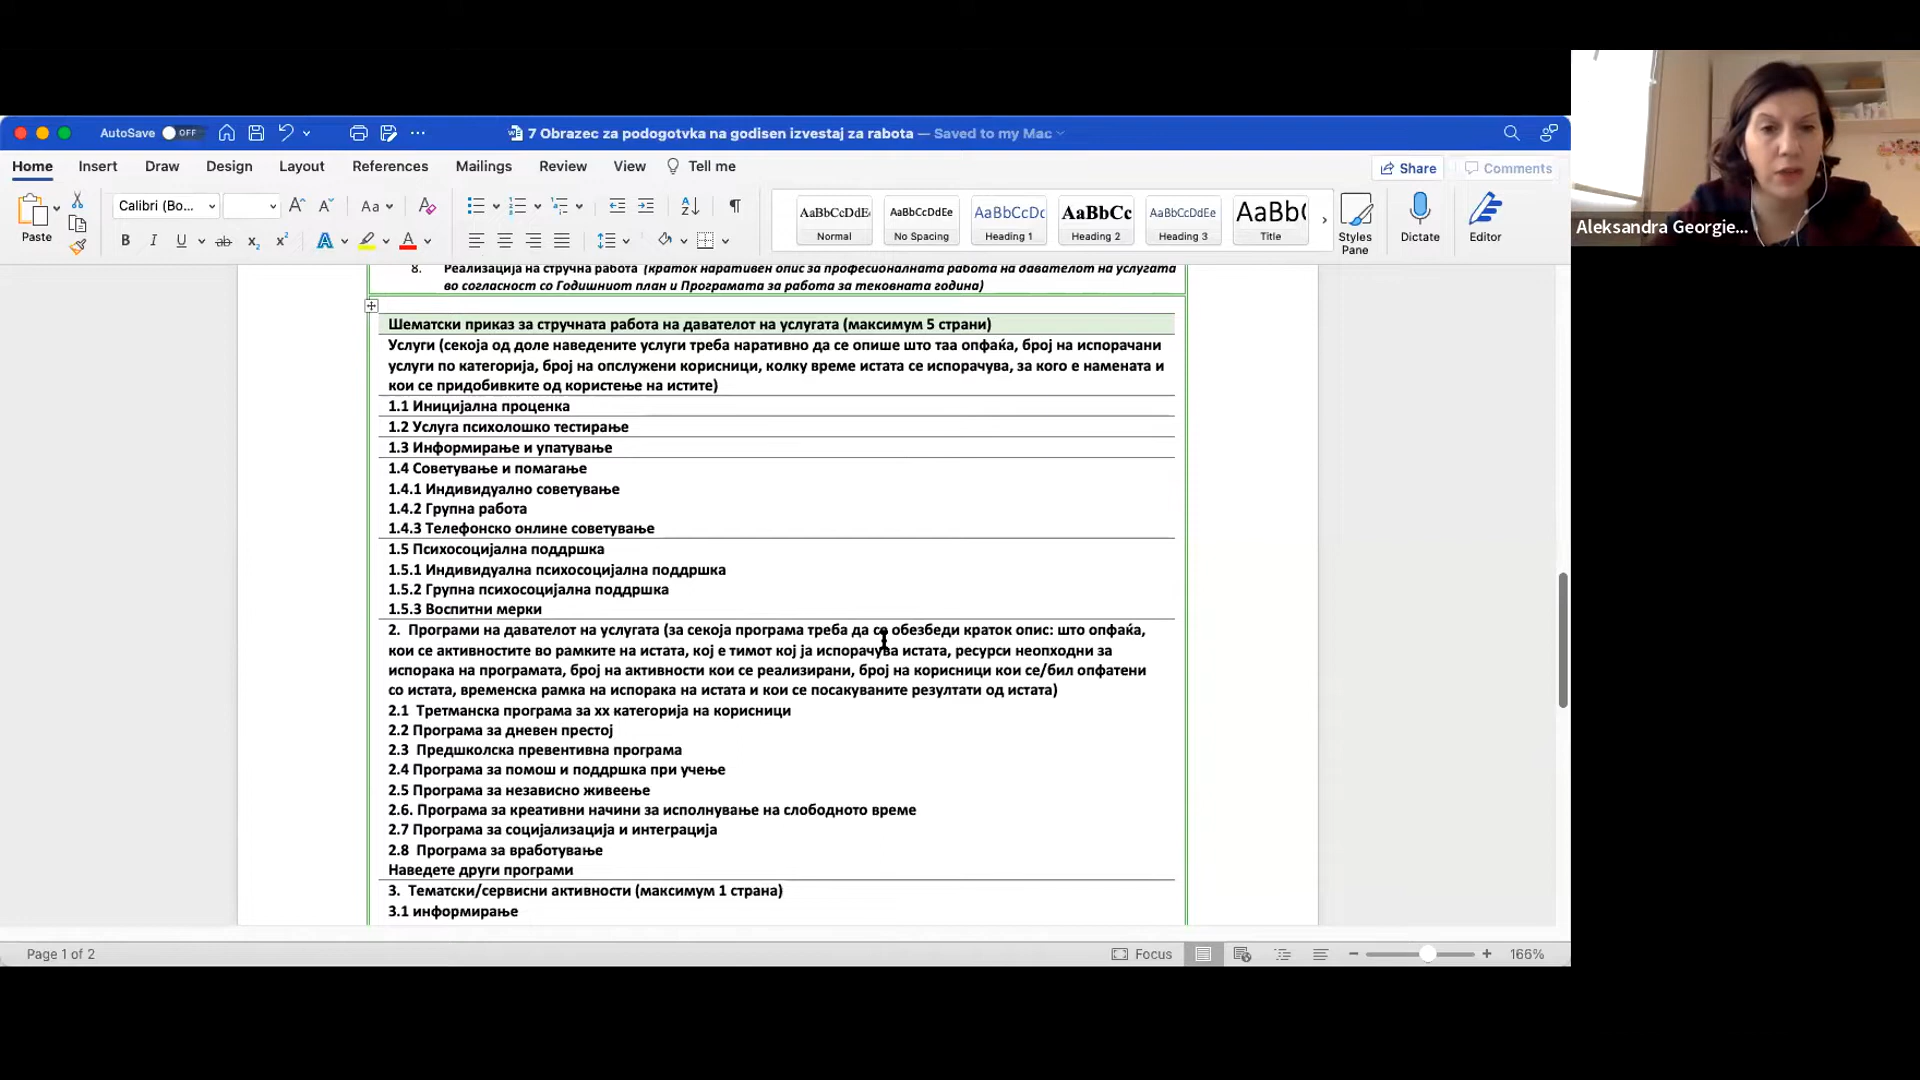 AutoSave OFF
7 Obrazec za podogotvka na godisen izvestaj za rabota — Saved to my Mac
Home Insert Draw Design Layout References Mailings Review View Tell me
Share Comments
Paste
Calibri (Bo...
Aa
AaBbCcDdE Normal
AaBbCcDdEe No Spacing
AaBbCcDc Heading 1
AaBbCc Heading 2
AaBbCcDdEe Heading 3
AaBb( Title
Styles Pane
Dictate
Editor
Aleksandra Georgie...
8. Реализација на стручна работа (краток наративен опис за професионалната работа на давателот на услугата
во согласност со Годишниот план и Програмата за работа за тековната година)
Шематски приказ за стручната работа на давателот на услугата (максимум 5 страни)
Услуги (секоја од доле наведените услуги треба наративно да се опише што таа опфаќа, број на испорачани
услуги по категорија, број на опслужени корисници, колку време истата се испорачува, за кого е намената и
кои се придобивките од користење на истите)
1.1 Иницијална проценка
1.2 Услуга психолошко тестирање
1.3 Информирање и упатување
1.4 Советување и помагање
1.4.1 Индивидуално советување
1.4.2 Групна работа
1.4.3 Телефонско онлине советување
1.5 Психосоцијална поддршка
1.5.1 Индивидуална психосоцијална поддршка
1.5.2 Групна психосоцијална поддршка
1.5.3 Воспитни мерки
2. Програми на давателот на услугата (за секоја програма треба да се обезбеди краток опис: што опфаќа,
кои се активностите во рамките на истата, кој е тимот кој ја испорачува истата, ресурси неопходни за
испорака на програмата, број на активности кои се реализирани, број на корисници кои се/бил опфатени
со истата, временска рамка на испорака на истата и кои се посакуваните резултати од истата)
2.1 Третманска програма за хх категорија на корисници
2.2 Програма за дневен престој
2.3 Предшколска превентивна програма
2.4 Програма за помош и поддршка при учење
2.5 Програма за независно живеење
2.6. Програма за креативни начини за исполнување на слободното време
2.7 Програма за социјализација и интеграција
2.8 Програма за вработување
Наведете други програми
3. Тематски/сервисни активности (максимум 1 страна)
3.1 информирање
Page 1 of 2
Focus
166%